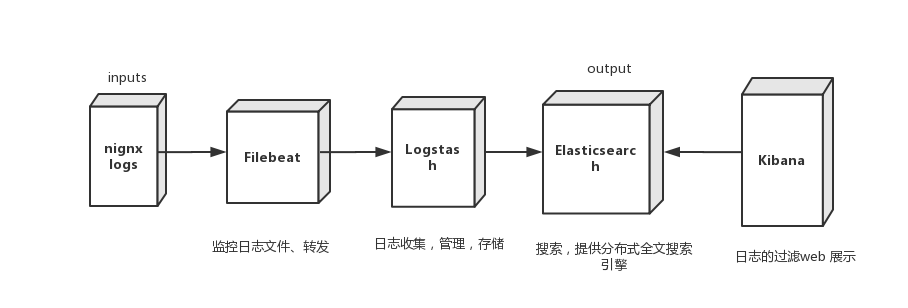 inputs
output
nignx
logs
Filebeat
Logstas
h
Elasticsearc
h
Kibana
监控日志文件、转发
日志收集，管理，存储
搜索，提供分布式全文搜索
引擎
日志的过滤web 展示